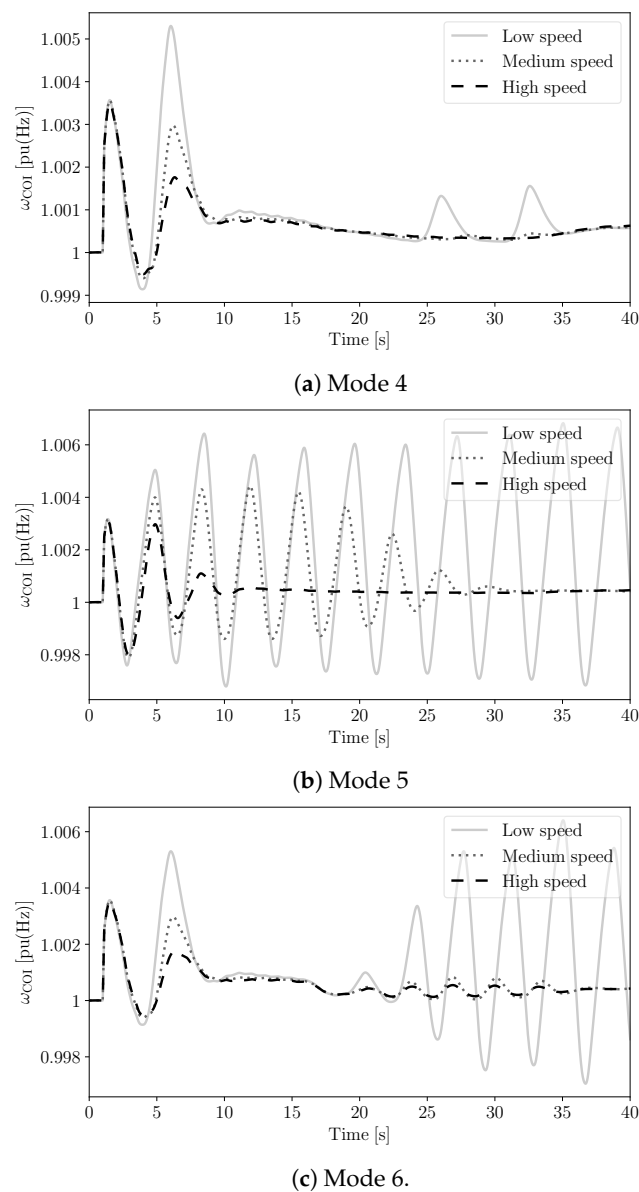 1.005
1.004
1.003
1.002
1.001
1
0.999
ω_COI [pu(Hz)]
Low speed
Medium speed
High speed
0 5 10 15 20 25 30 35 40
Time [s]
(a) Mode 4
1.006
1.004
1.002
1
0.998
ω_COI [pu(Hz)]
Low speed
Medium speed
High speed
0 5 10 15 20 25 30 35 40
Time [s]
(b) Mode 5
1.006
1.004
1.002
1
0.998
ω_COI [pu(Hz)]
Low speed
Medium speed
High speed
0 5 10 15 20 25 30 35 40
Time [s]
(c) Mode 6.